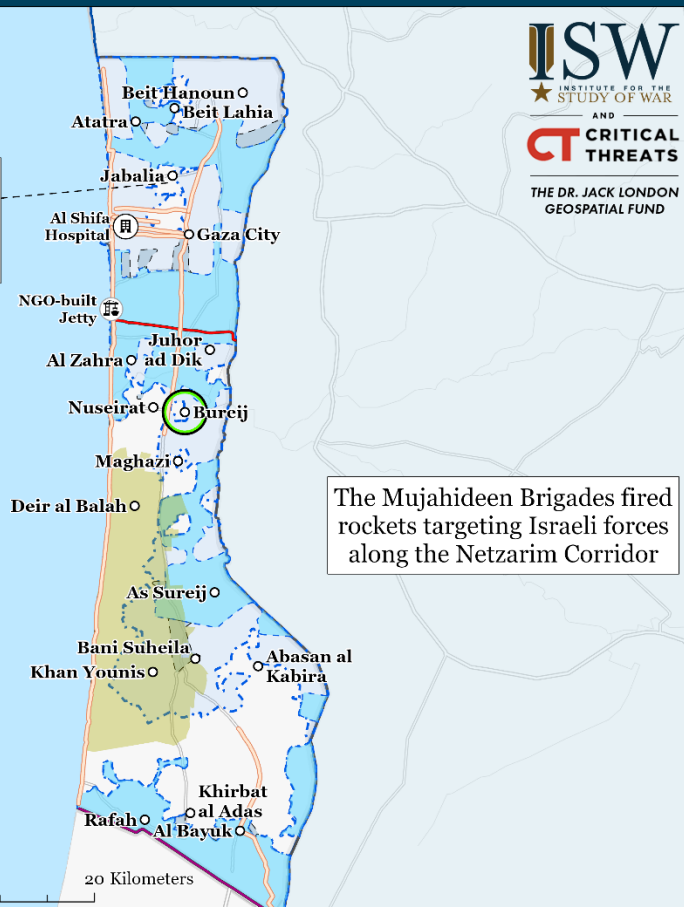 ISW
INSTITUTE FOR THE
STUDY OF WAR
AND
CT CRITICAL
THREATS
THE DR. JACK LONDON
GEOSPATIAL FUND
Beit Hanoun
Beit Lahia
Atatra
Jabalia
Al Shifa
Hospital
Gaza City
NGO-built
Jetty
Juhor
ad Dik
Al Zahra
Nuseirat
Bureij
Maghazi
Deir al Balah
The Mujahideen Brigades fired
rockets targeting Israeli forces
along the Netzarim Corridor
As Sureij
Bani Suheila
Khan Younis
Abasan al
Kabira
Khirbat
al Adas
Rafah
Al Bayuk
20 Kilometers